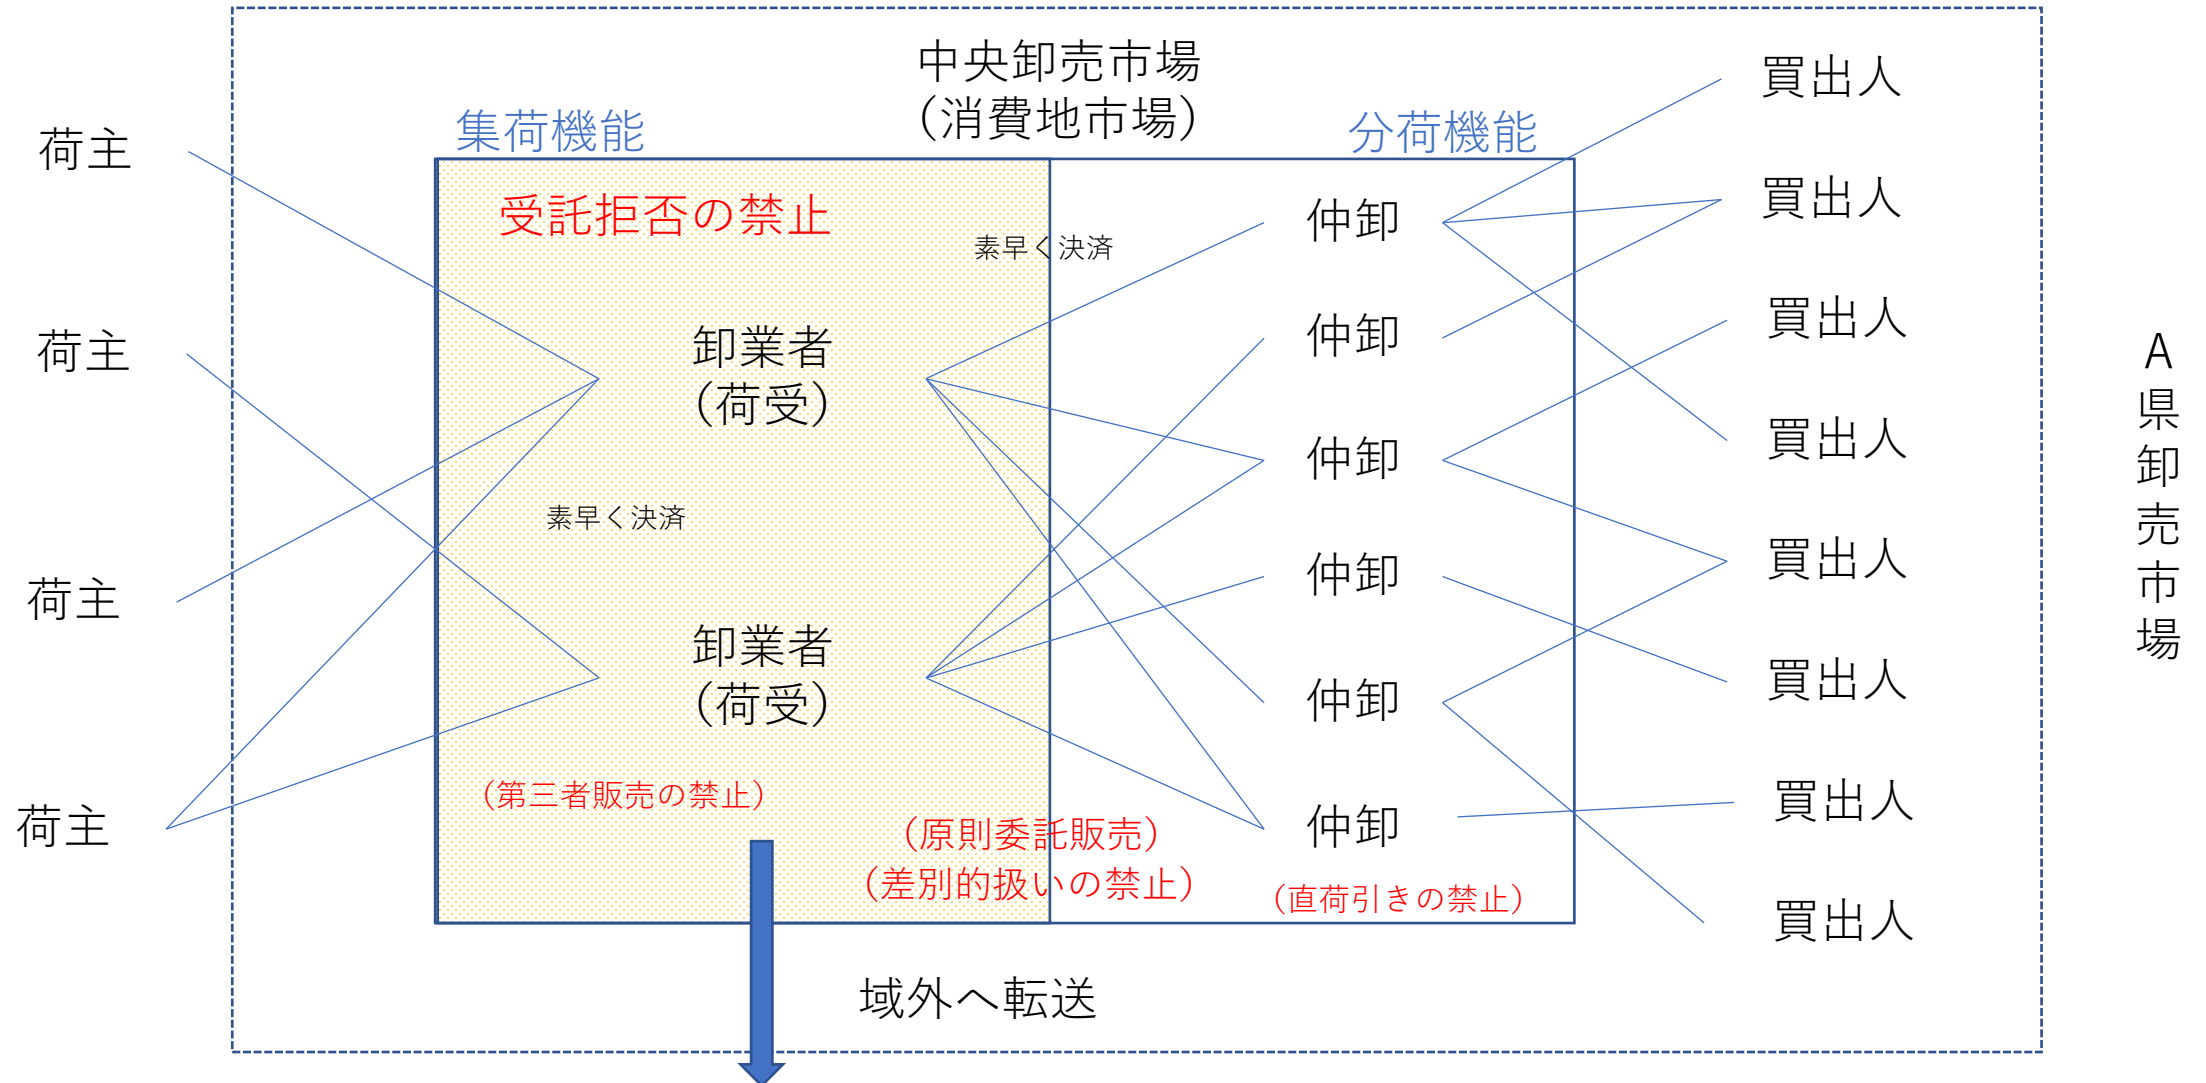 中央卸売市場
（消費地市場）
集荷機能
分荷機能
荷主
荷主
荷主
荷主
受託拒否の禁止
素早く決済
卸業者
（荷受）
素早く決済
卸業者
（荷受）
（第三者販売の禁止）
（原則委託販売）
（差別的扱いの禁止）
仲卸
仲卸
仲卸
仲卸
仲卸
仲卸
（直荷引きの禁止）
買出人
買出人
買出人
買出人
買出人
買出人
買出人
買出人
A県卸売市場
域外へ転送